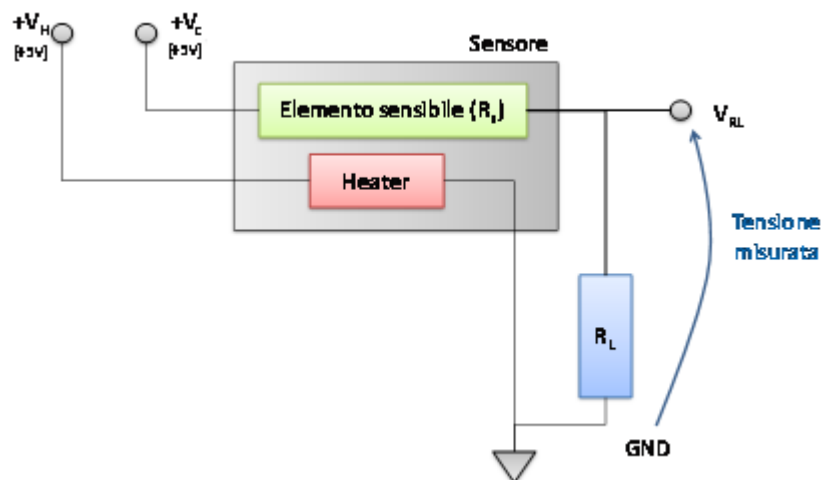 +V_H
[+5V]
+V_C
[+5V]
Sensore
Elemento sensibile (R_s)
V_RL
Heater
Tensione
misurata
R_L
GND